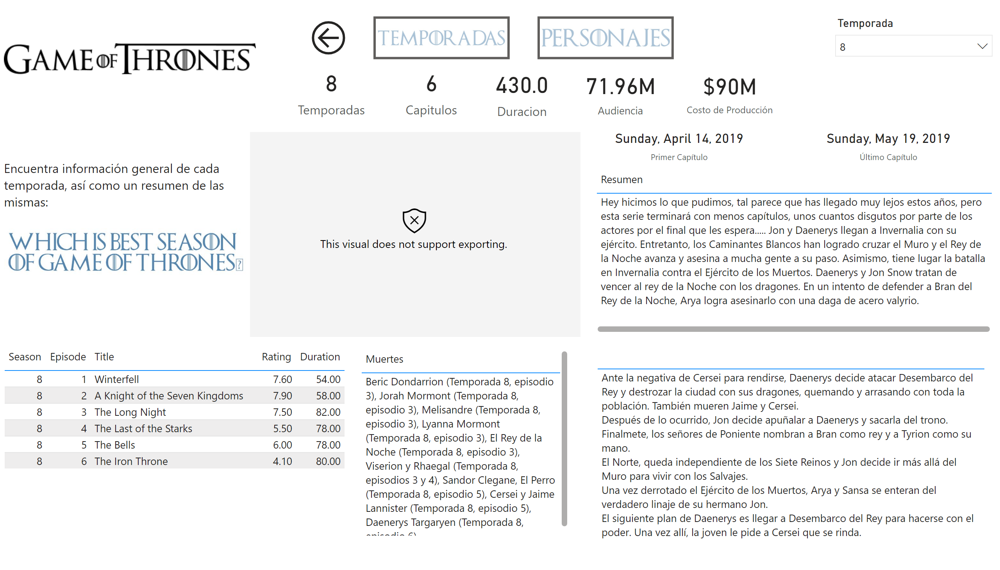 GAME OF THRONES
TEMPORADAS
PERSONAJES
Temporada
8
8
Temporadas
6
Capitulos
430.0
Duracion
71.96M
Audiencia
$90M
Costo de Producción
Encuentra información general de cada
temporada, así como un resumen de las
mismas:
WHICH IS BEST SEASON
OF GAME OF THRONES?
This visual does not support exporting.
Sunday, April 14, 2019
Primer Capítulo
Sunday, May 19, 2019
Último Capítulo
Resumen
Hey hicimos lo que pudimos, tal parece que has llegado muy lejos estos años, pero
esta serie terminará con menos capítulos, unos cuantos disgutos por parte de los
actores por el final que les espera..... Jon y Daenerys llegan a Invernalia con su
ejército. Entretanto, los Caminantes Blancos han logrado cruzar el Muro y el Rey de
la Noche avanza y asesina a mucha gente a su paso. Asimismo, tiene lugar la batalla
en Invernalia contra el Ejército de los Muertos. Daenerys y Jon Snow tratan de
vencer al rey de la Noche con los dragones. En un intento de defender a Bran del
Rey de la Noche, Arya logra asesinarlo con una daga de acero valyrio.
Season Episode Title Rating Duration
8 1 Winterfell 7.60 54.00
8 2 A Knight of the Seven Kingdoms 7.90 58.00
8 3 The Long Night 7.50 82.00
8 4 The Last of the Starks 5.50 78.00
8 5 The Bells 6.00 78.00
8 6 The Iron Throne 4.10 80.00
Muertes
Beric Dondarrion (Temporada 8, episodio
3), Jorah Mormont (Temporada 8,
episodio 3), Melisandre (Temporada 8,
episodio 3), Lyanna Mormont
(Temporada 8, episodio 3), El Rey de la
Noche (Temporada 8, episodio 3),
Viserion y Rhaegal (Temporada 8,
episodios 3 y 4), Sandor Clegane, El Perro
(Temporada 8, episodio 5), Cersei y Jaime
Lannister (Temporada 8, episodio 5),
Daenerys Targaryen (Temporada 8,
episodio 6)
Ante la negativa de Cersei para rendirse, Daenerys decide atacar Desembarco del
Rey y destrozar la ciudad con sus dragones, quemando y arrasando con toda la
población. También mueren Jaime y Cersei.
Después de lo ocurrido, Jon decide apuñalar a Daenerys y sacarla del trono.
Finalmete, los señores de Poniente nombran a Bran como rey y a Tyrion como su
mano.
El Norte, queda independiente de los Siete Reinos y Jon decide ir más allá del
Muro para vivir con los Salvajes.
Una vez derrotado el Ejército de los Muertos, Arya y Sansa se enteran del
verdadero linaje de su hermano Jon.
El siguiente plan de Daenerys es llegar a Desembarco del Rey para hacerse con el
poder. Una vez allí, la joven le pide a Cersei que se rinda.